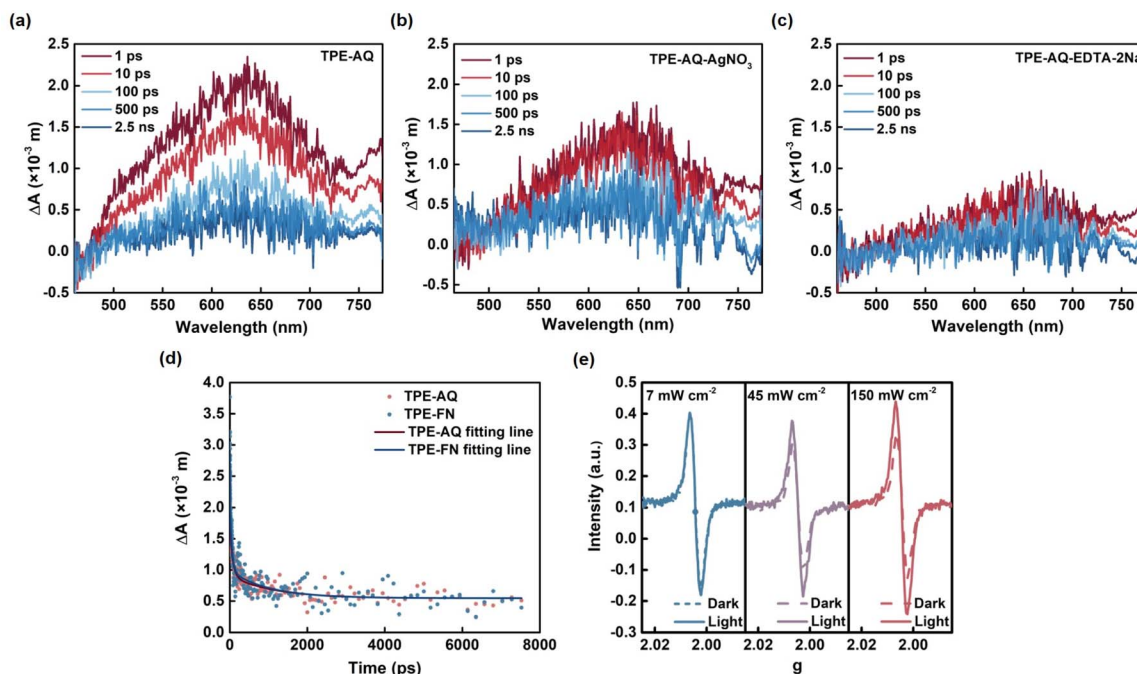 (a)
TPE-AQ
1 ps
10 ps
100 ps
500 ps
2.5 ns
2.5
2.0
1.5
1.0
0.5
0.0
-0.5
ΔA (×10⁻³ m)
500 550 600 650 700 750
Wavelength (nm)
(b)
TPE-AQ-AgNO₃
1 ps
10 ps
100 ps
500 ps
2.5 ns
2.5
2.0
1.5
1.0
0.5
0.0
-0.5
ΔA (×10⁻³ m)
500 550 600 650 700 750
Wavelength (nm)
(c)
TPE-AQ-EDTA-2Na
1 ps
10 ps
100 ps
500 ps
2.5 ns
2.5
2.0
1.5
1.0
0.5
0.0
-0.5
ΔA (×10⁻³ m)
500 550 600 650 700 750
Wavelength (nm)
(d)
TPE-AQ
TPE-FN
TPE-AQ fitting line
TPE-FN fitting line
4.0
3.5
3.0
2.5
2.0
1.5
1.0
0.5
0.0
ΔA (×10⁻³ m)
0 2000 4000 6000 8000
Time (ps)
(e)
7 mW cm⁻² 45 mW cm⁻² 150 mW cm⁻²
0.5
0.4
0.3
0.2
0.1
0.0
-0.1
-0.2
-0.3
Intensity (a.u.)
Dark Dark Dark
Light Light Light
2.02 2.00 2.02 2.00 2.02 2.00
g